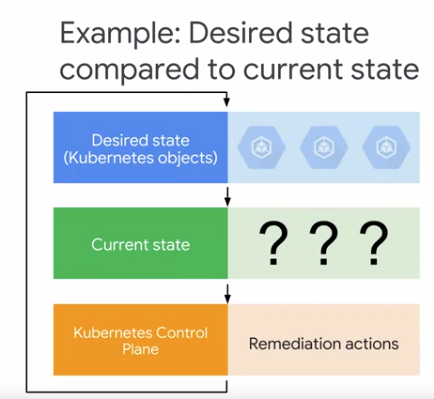 Example: Desired state
compared to current state
Desired state
(Kubernetes objects)
Current state
? ? ?
Kubernetes Control
Plane
Remediation actions